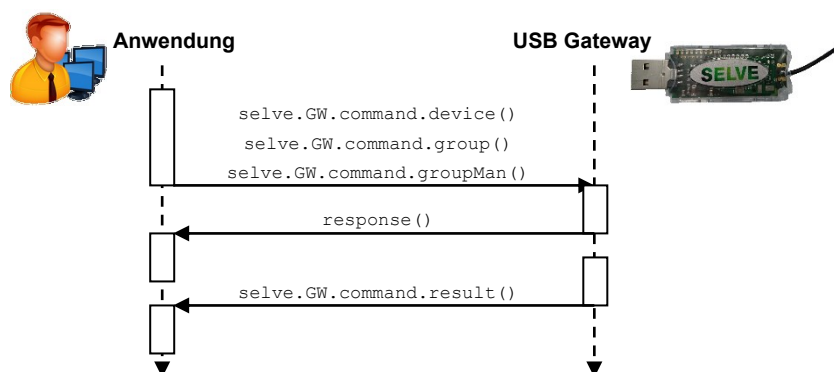 Anwendung
USB Gateway
SELVE
selve.GW.command.device()
selve.GW.command.group()
selve.GW.command.groupMan()
response()
selve.GW.command.result()